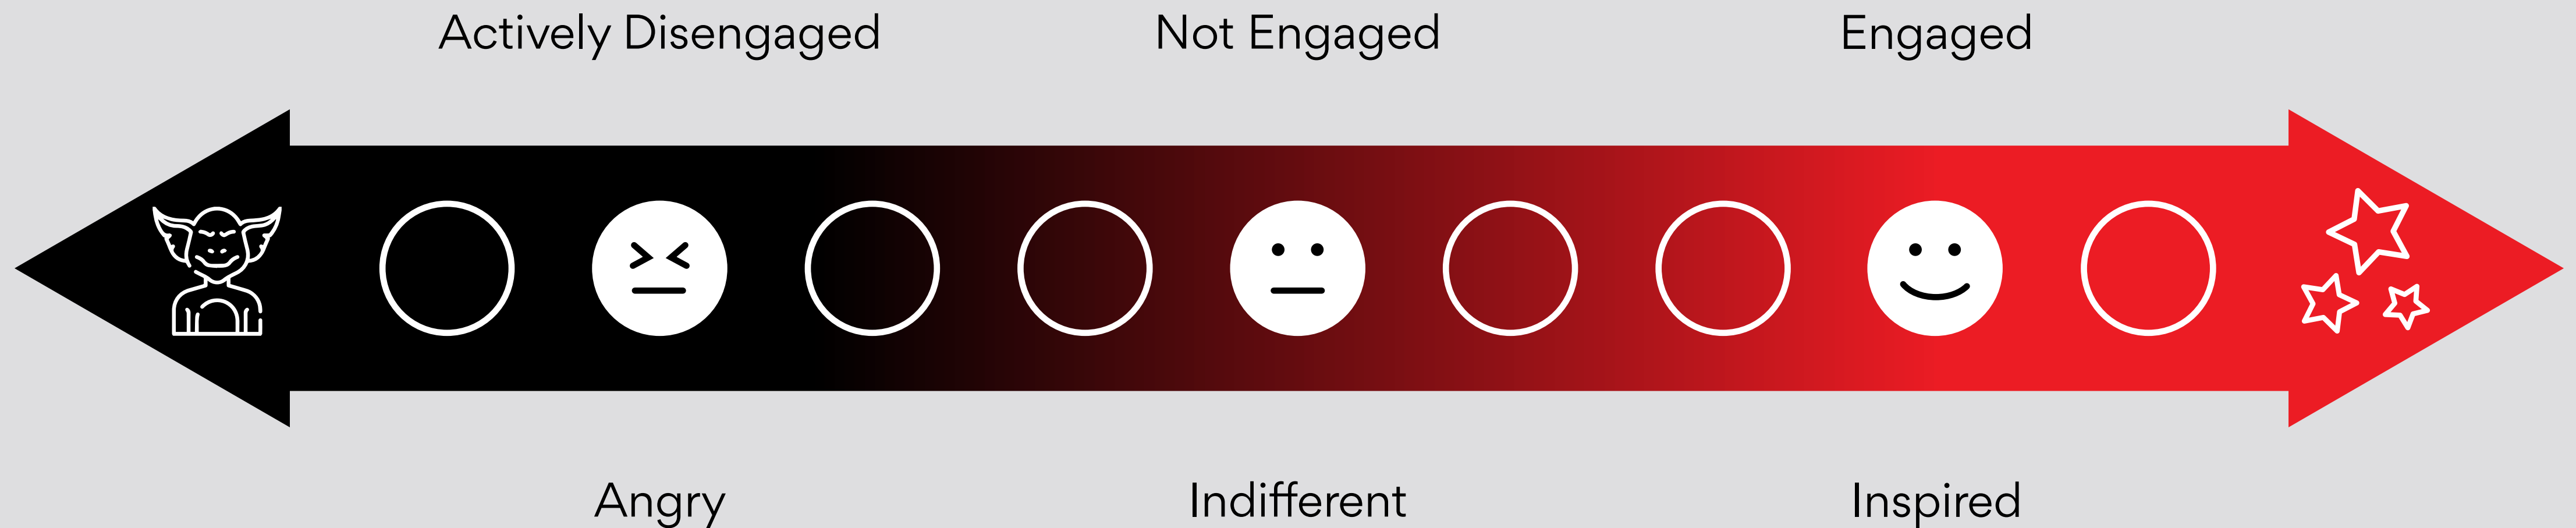 Actively Disengaged
Not Engaged
Engaged
Angry
Indifferent
Inspired